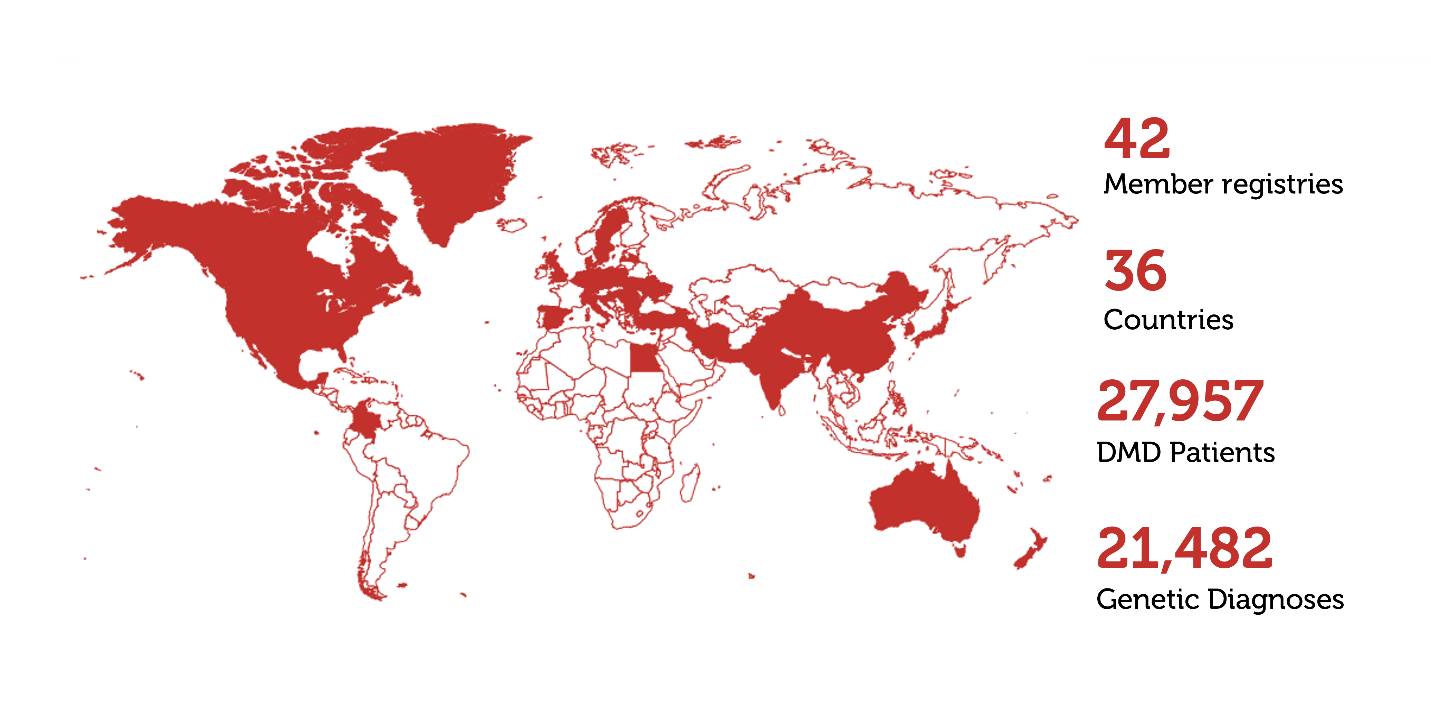 42
Member registries
36
Countries
27,957
DMD Patients
21,482
Genetic Diagnoses